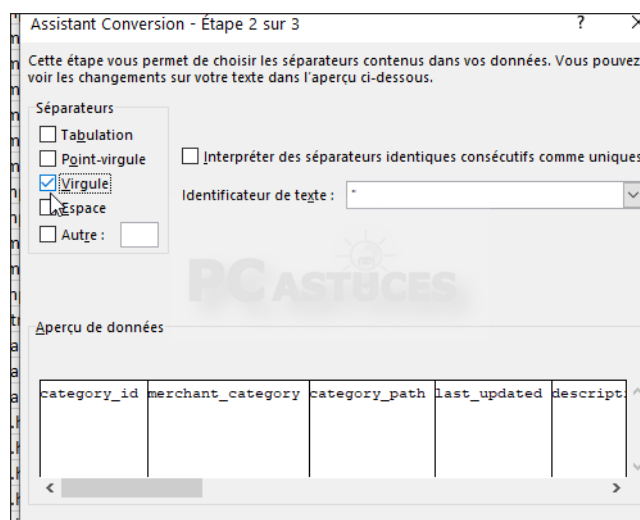 Assistant Conversion - Étape 2 sur 3
?
Cette étape vous permet de choisir les séparateurs contenus dans vos données. Vous pouvez
voir les changements sur votre texte dans l'aperçu ci-dessous.
Séparateurs
Tabulation
Point-virgule
Interpréter des séparateurs identiques consécutifs comme uniques
Virgule
Identificateur de texte : "
Espace
Autre :
PC ASTUCES
Aperçu de données
category_id merchant_category category_path last_updated descripti